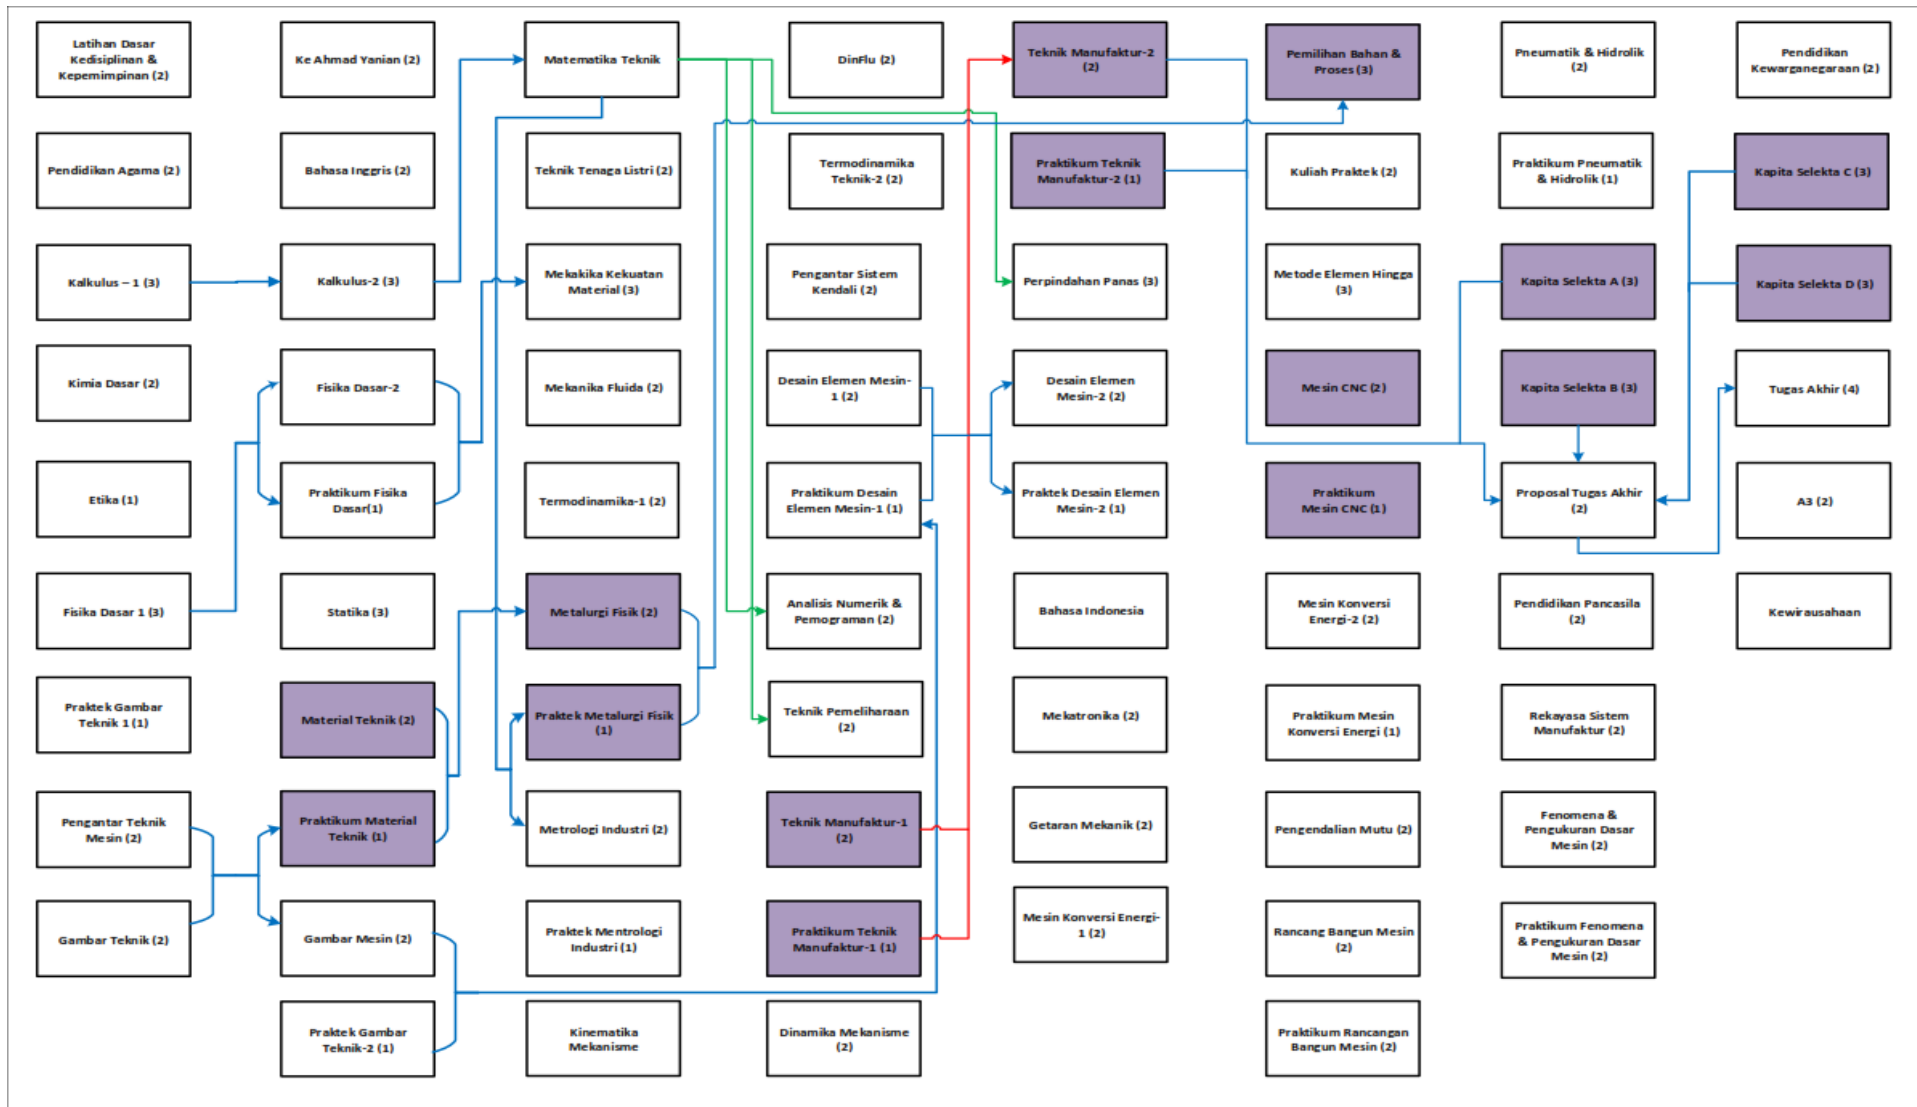 Latihan Dasar
Kedisiplinan &
Kepemimpinan (2)
Pendidikan Agama (2)
Kalkulus – 1 (3)
Kimia Dasar (2)
Etika (1)
Fisika Dasar 1 (3)
Praktek Gambar
Teknik 1 (1)
Pengantar Teknik
Mesin (2)
Gambar Teknik (2)
Ke Ahmad Yanian (2)
Bahasa Inggris (2)
Kalkulus-2 (3)
Fisika Dasar-2
Praktikum Fisika
Dasar(1)
Statika (3)
Material Teknik (2)
Praktikum Material
Teknik (1)
Gambar Mesin (2)
Praktek Gambar
Teknik-2 (1)
Matematika Teknik
Teknik Tenaga Listri (2)
Mekakika Kekuatan
Material (3)
Mekanika Fluida (2)
Termodinamika-1 (2)
Metalurgi Fisik (2)
Praktek Metalurgi Fisik
(1)
Metrologi Industri (2)
Praktek Mentrologi
Industri (1)
Kinematika
Mekanisme
DinFlu (2)
Termodinamika
Teknik-2 (2)
Pengantar Sistem
Kendali (2)
Desain Elemen Mesin-
1 (2)
Praktikum Desain
Elemen Mesin-1 (1)
Analisis Numerik &
Pemograman (2)
Teknik Pemeliharaan
(2)
Teknik Manufaktur-1
(2)
Praktikum Teknik
Manufaktur-1 (1)
Dinamika Mekanisme
(2)
Teknik Manufaktur-2
(2)
Praktikum Teknik
Manufaktur-2 (1)
Perpindahan Panas (3)
Desain Elemen
Mesin-2 (2)
Praktek Desain Elemen
Mesin-2 (1)
Bahasa Indonesia
Mekatronika (2)
Getaran Mekanik (2)
Mesin Konversi Energi-
1 (2)
Pemilihan Bahan &
Proses (3)
Kuliah Praktek (2)
Metode Elemen Hingga
(3)
Mesin CNC (2)
Praktikum
Mesin CNC (1)
Mesin Konversi
Energi-2 (2)
Praktikum Mesin
Konversi Energi (1)
Pengendalian Mutu (2)
Rancang Bangun Mesin
(2)
Praktikum Rancangan
Bangun Mesin (2)
Pneumatik & Hidrolik
(2)
Praktikum Pneumatik
& Hidrolik (1)
Kapita Selekta A (3)
Kapita Selekta B (3)
Proposal Tugas Akhir
(2)
Pendidikan Pancasila
(2)
Rekayasa Sistem
Manufaktur (2)
Fenomena &
Pengukuran Dasar
Mesin (2)
Praktikum Fenomena
& Pengukuran Dasar
Mesin (2)
Pendidikan
Kewarganegaraan (2)
Kapita Selekta C (3)
Kapita Selekta D (3)
Tugas Akhir (4)
A3 (2)
Kewirausahaan